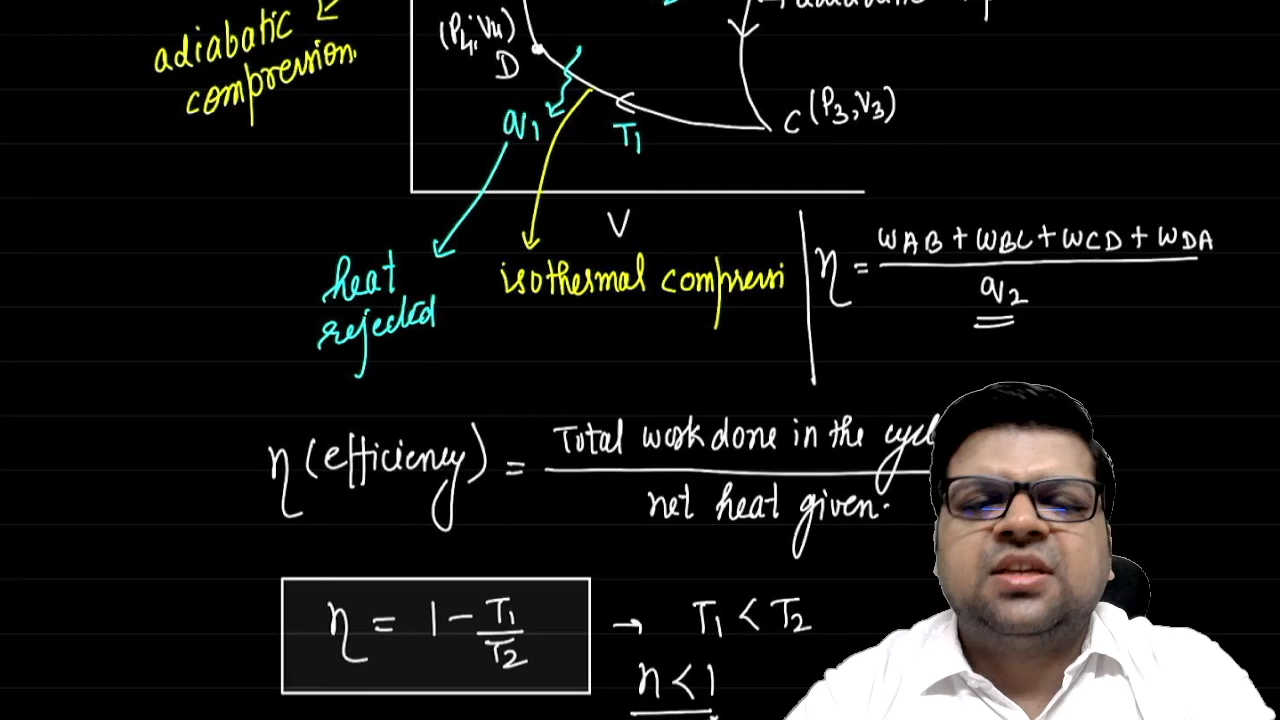 adiabatic
compression.
(P4,V4)
D
q1
T1
C (P3,V3)
V
heat
rejected
isothermal compressi
η = WAB + WBC + WCD + WDA / q2
η (efficiency) = Total work done in the cycl / net heat given.
η = 1 - T1/T2 → T1 < T2
η < 1